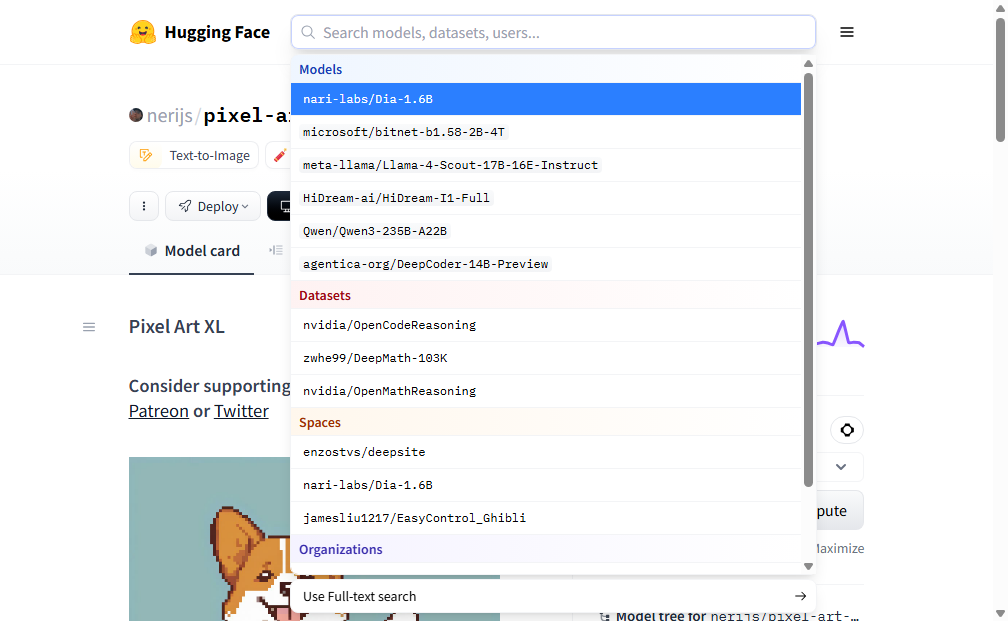 Hugging Face
Search models, datasets, users...
Models
nari-labs/Dia-1.6B
microsoft/bitnet-b1.58-2B-4T
meta-llama/Llama-4-Scout-17B-16E-Instruct
HiDream-ai/HiDream-I1-Full
Qwen/Qwen3-235B-A22B
agentica-org/DeepCoder-14B-Preview
Datasets
nvidia/OpenCodeReasoning
zwhe99/DeepMath-103K
nvidia/OpenMathReasoning
Spaces
enzostvs/deepsite
nari-labs/Dia-1.6B
jamesliu1217/EasyControl_Ghibli
Organizations
Use Full-text search
nerijs/pixel-a
Text-to-Image
Deploy
Model card
Pixel Art XL
Consider supporting
Patreon or Twitter
pute
Maximize
Model tree for nerijs/pixel-art-…